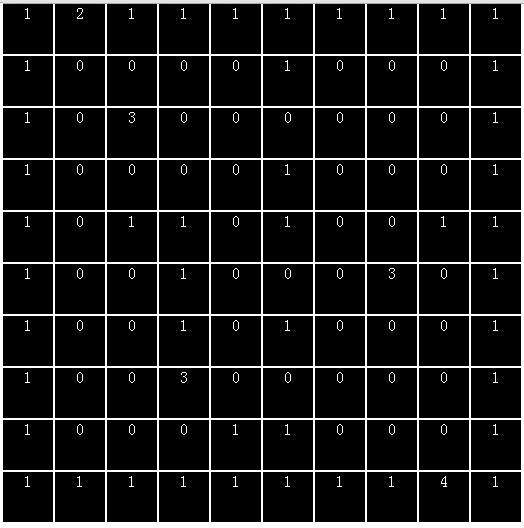 1 2 1 1 1 1 1 1 1 1
1 0 0 0 0 1 0 0 0 1
1 0 3 0 0 0 0 0 0 1
1 0 0 0 0 1 0 0 0 1
1 0 1 1 0 1 0 0 1 1
1 0 0 1 0 0 0 3 0 1
1 0 0 1 0 1 0 0 0 1
1 0 0 3 0 0 0 0 0 1
1 0 0 0 1 1 0 0 0 1
1 1 1 1 1 1 1 1 4 1